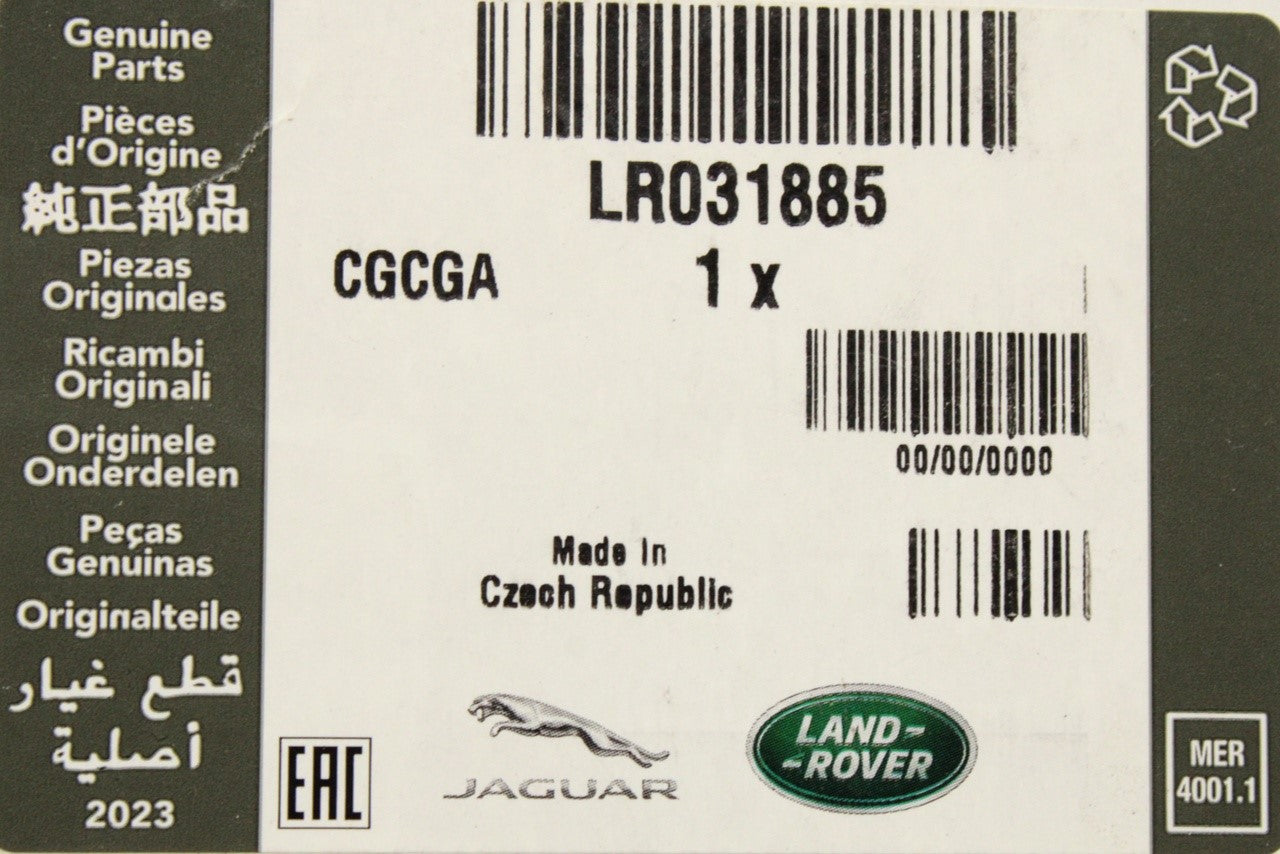 Genuine
Parts
Pièces
d'Origine
純正部品
Piezas
Originales
Ricambi
Originali
Originele
Onderdelen
Peças
Genuinas
Originalteile
قطع غيار
أصلية
2023
LR031885
CGCGA 1 x
00/00/0000
Made In
Czech Republic
EAC
JAGUAR
LAND-
-ROVER
MER
4001.1